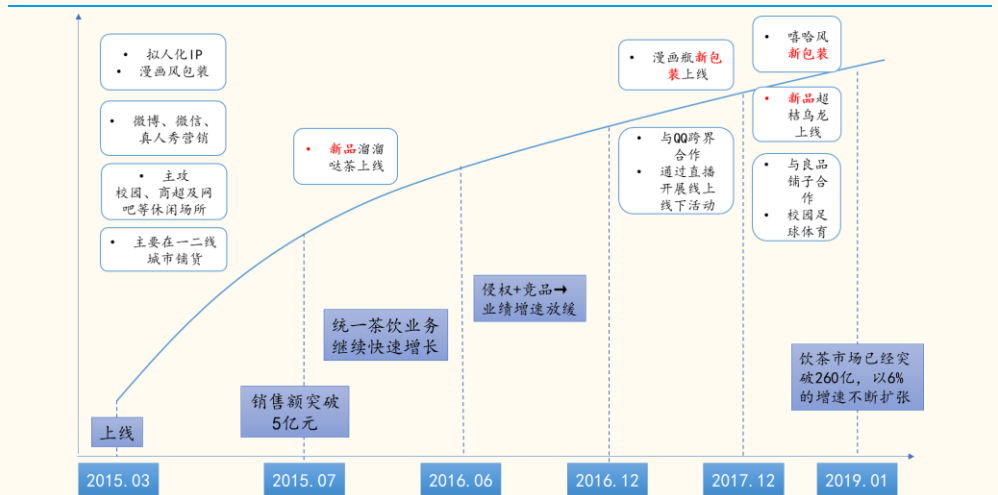 • 拟人化IP
• 漫画风包装
• 微博、微信、
真人秀营销
• 主攻
校园、商超及网
吧等休闲场所
• 主要在一二线
城市铺货
• 新品溜溜
哒茶上线
• 漫画瓶新包
装上线
• 与QQ跨界
合作
• 通过直播
开展线上
线下活动
• 嘻哈风
新包装
• 新品超
桔乌龙
上线
• 与良品
铺子合
作
• 校园足
球体育
上线
销售额突破
5亿元
统一茶饮业务
继续快速增长
侵权+竞品→
业绩增速放缓
饮茶市场已经突
破260亿，以6%
的增速不断扩张
2015.03
2015.07
2016.06
2016.12
2017.12
2019.01